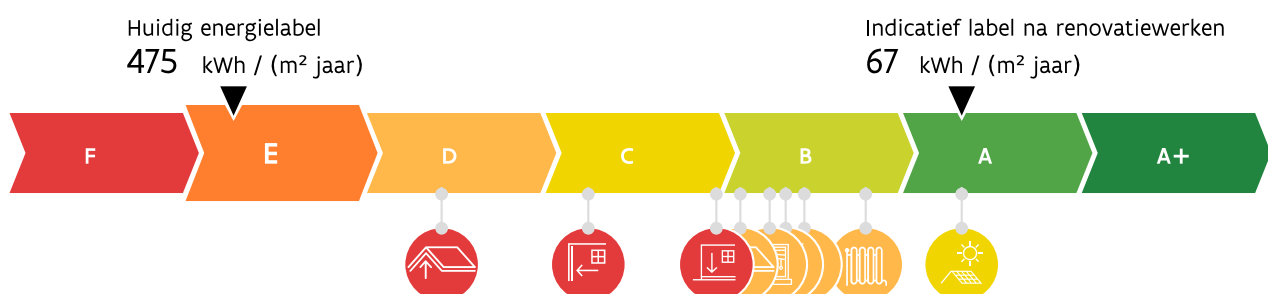 Huidig energielabel
475 kWh / (m² jaar)
Indicatief label na renovatiewerken
67 kWh / (m² jaar)
F E D C B A A+